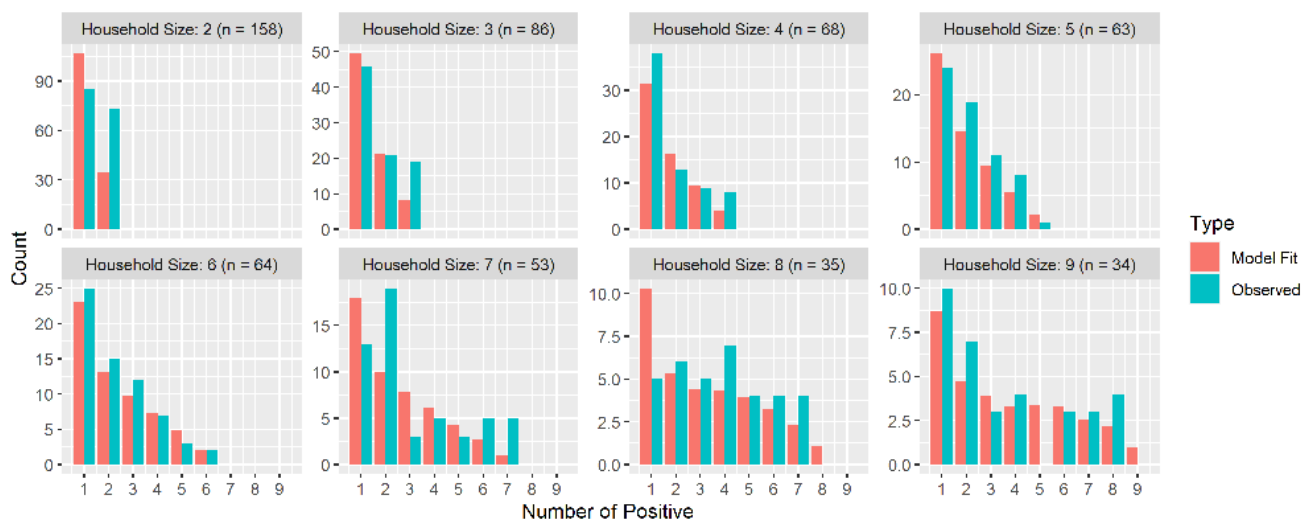 Household Size: 2 (n = 158)
Household Size: 3 (n = 86)
Household Size: 4 (n = 68)
Household Size: 5 (n = 63)
90
60
30
0
50
40
30
20
10
0
30
20
10
0
20
10
0
Household Size: 6 (n = 64)
Household Size: 7 (n = 53)
Household Size: 8 (n = 35)
Household Size: 9 (n = 34)
25
20
15
10
5
0
15
10
5
0
10.0
7.5
5.0
2.5
0.0
10.0
7.5
5.0
2.5
0.0
1 2 3 4 5 6 7 8 9
1 2 3 4 5 6 7 8 9
1 2 3 4 5 6 7 8 9
1 2 3 4 5 6 7 8 9
Count
Number of Positive
Type
Model Fit
Observed